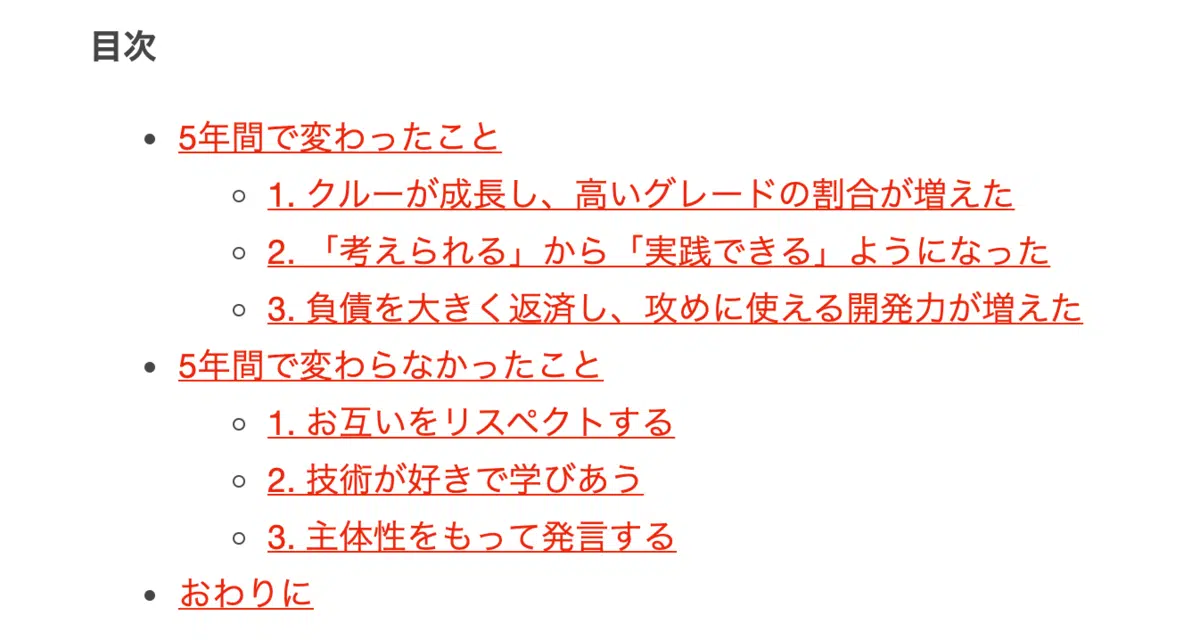 目次
5年間で変わったこと
1. クルーが成長し、高いグレードの割合が増えた
2. 「考えられる」から「実践できる」ようになった
3. 負債を大きく返済し、攻めに使える開発力が増えた
5年間で変わらなかったこと
1. お互いをリスペクトする
2. 技術が好きで学びあう
3. 主体性をもって発言する
おわりに